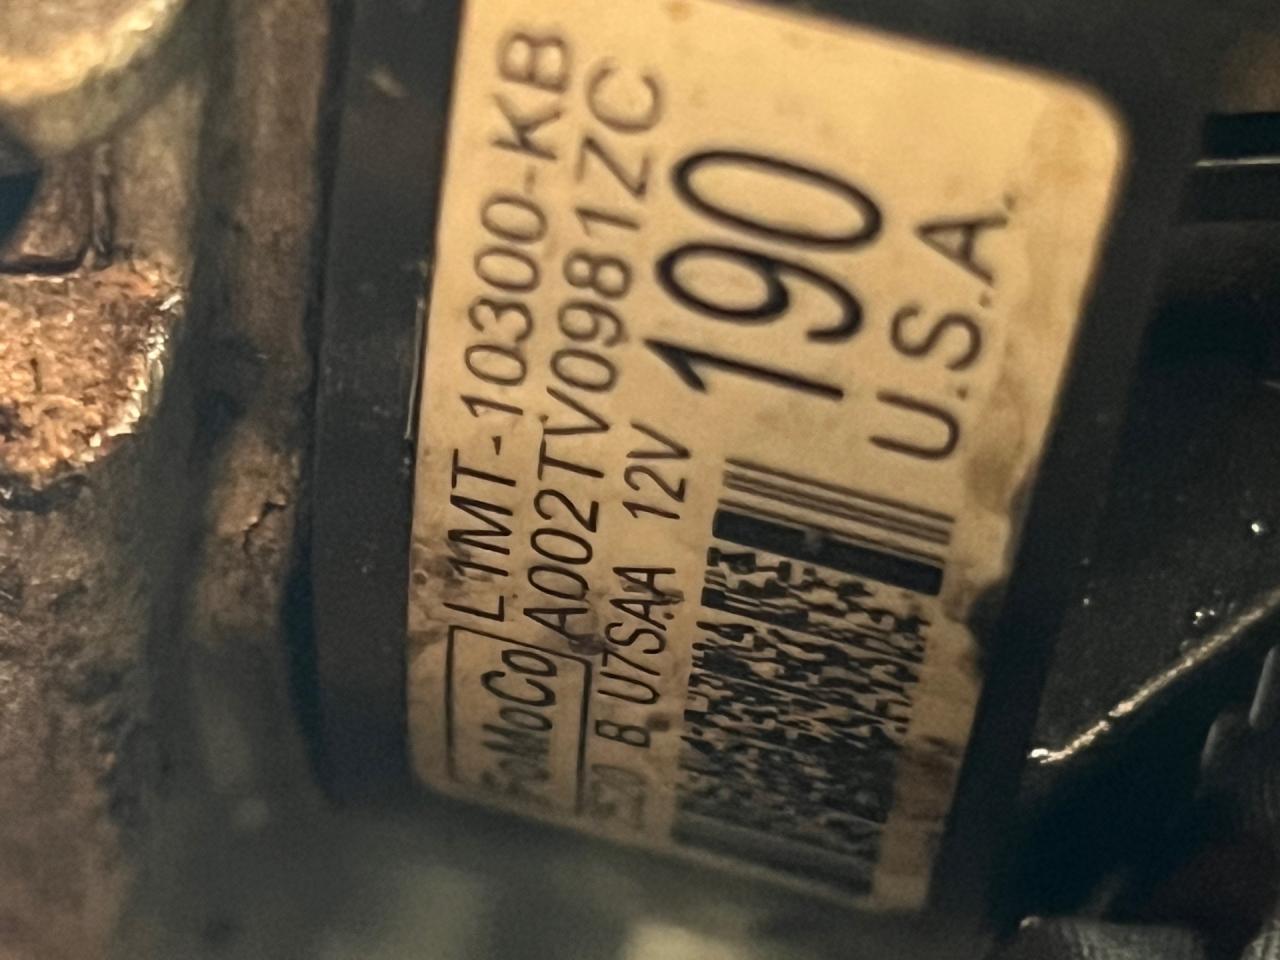 FoMoCo L1MT-10300-KB
A002TV0981ZC
B U7SAA 12V 190
U.S.A.